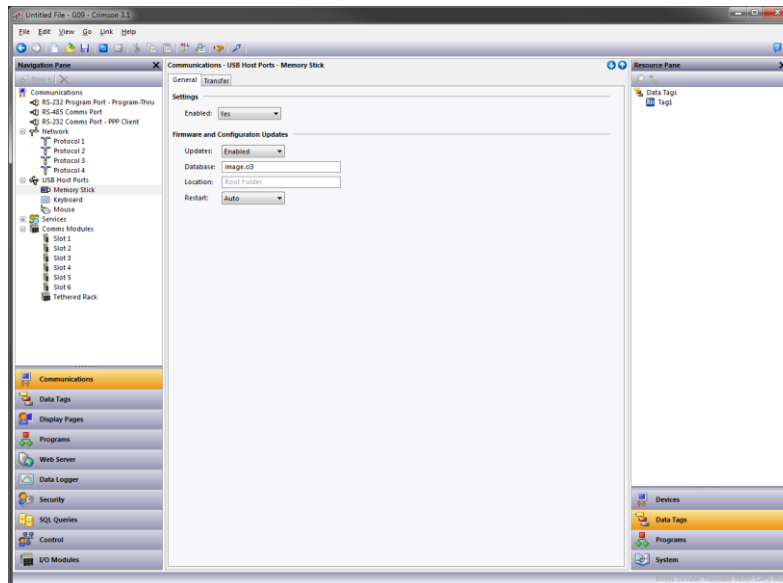 Untitled File - G09 - Crimson 3.1
File Edit View Go Link Help
Navigation Pane
Communications
RS-232 Program Port - Program-Thru
RS-485 Comms Port
RS-232 Comms Port - PPP Client
Network
Protocol 1
Protocol 2
Protocol 3
Protocol 4
USB Host Ports
Memory Stick
Keyboard
Mouse
Services
Comms Modules
Slot 1
Slot 2
Slot 3
Slot 4
Slot 5
Slot 6
Tethered Rack
Communications
Data Tags
Display Pages
Programs
Web Server
Data Logger
Security
SQL Queries
Control
I/O Modules
Communications - USB Host Ports - Memory Stick
General Transfer
Settings
Enabled: Yes
Firmware and Configuraton Updates
Updates: Enabled
Database: image.ci3
Location: Root Folder
Restart: Auto
Resource Pane
Data Tags
Tag1
Devices
Data Tags
Programs
System
Errors Circular Translate READ CAPS